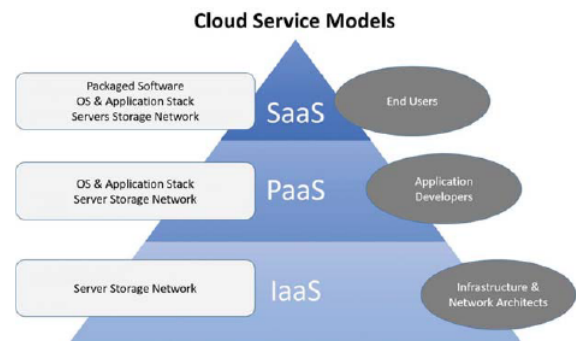 Cloud Service Models
Packaged Software
OS & Application Stack
Servers Storage Network
SaaS
End Users
OS & Application Stack
Server Storage Network
PaaS
Application
Developers
Server Storage Network
IaaS
Infrastructure &
Network Architects